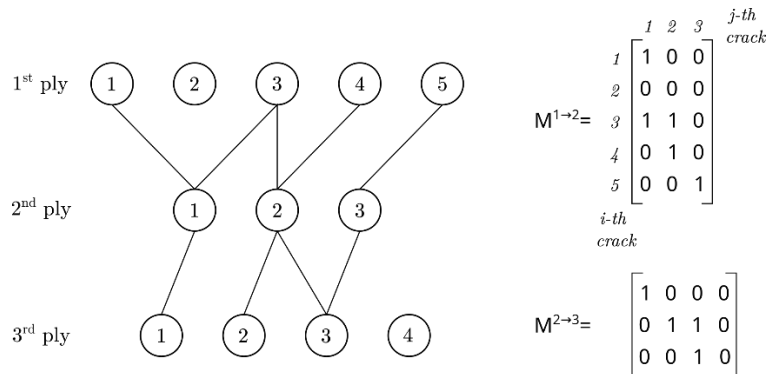 1st ply 1 2 3 4 5
2nd ply 1 2 3
3rd ply 1 2 3 4
j-th
crack
1 2 3
M1→2=
1 1 0 0
2 0 0 0
3 1 1 0
4 0 1 0
5 0 0 1
i-th
crack
M2→3=
1 0 0 0
0 1 1 0
0 0 1 0